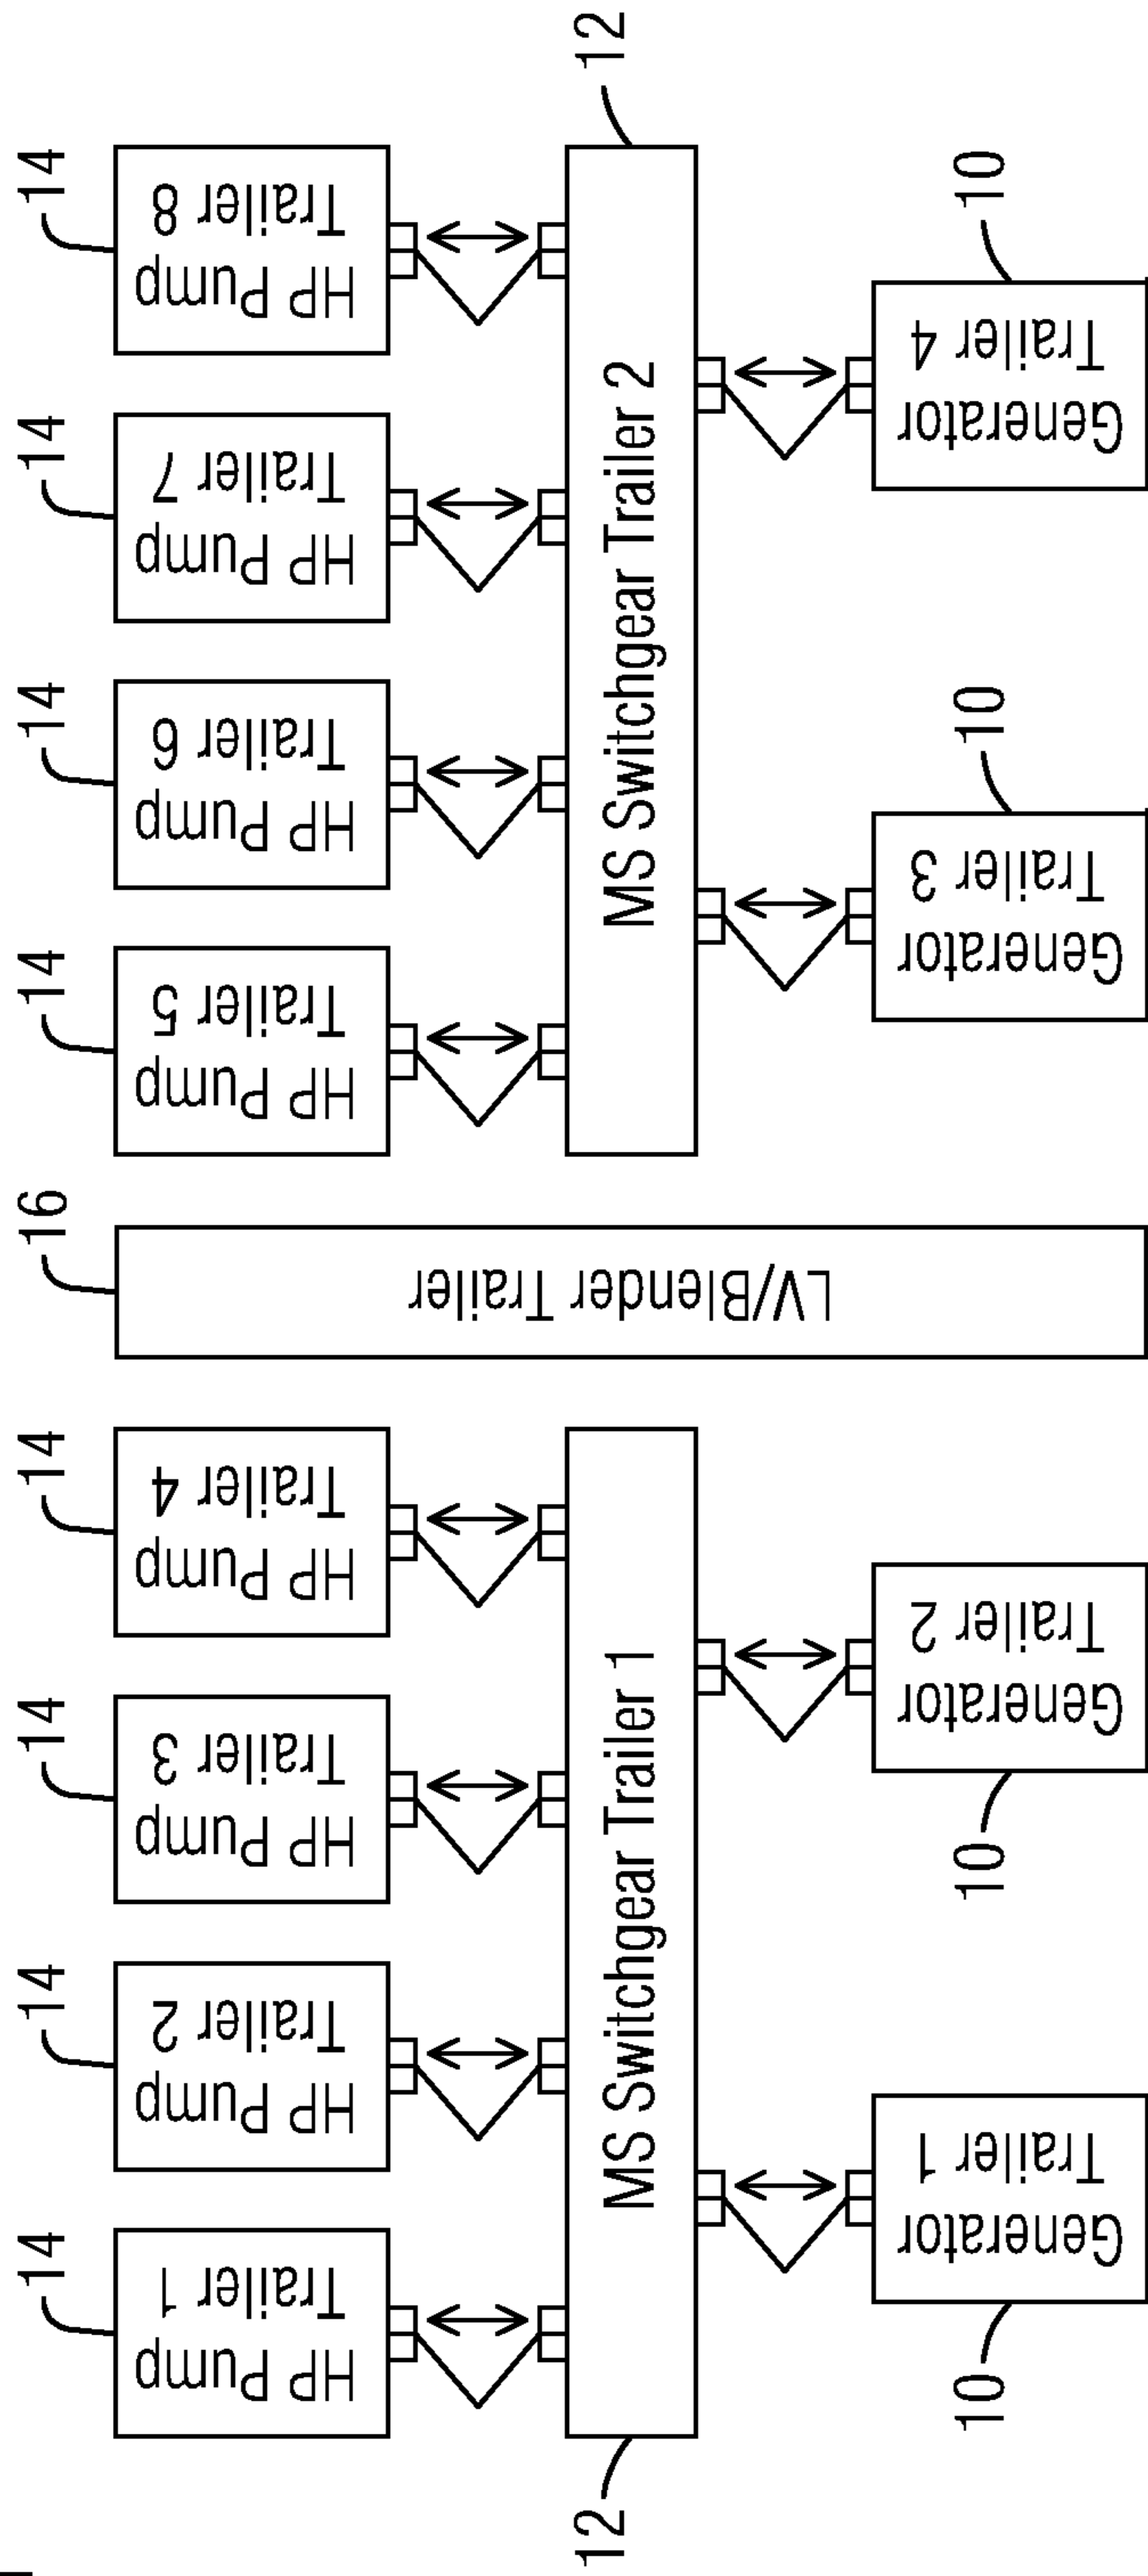 14
14
14
14
16
14
14
14
14
HP Pump
Trailer 1
HP Pump
Trailer 2
HP Pump
Trailer 3
HP Pump
Trailer 4
LV/Blender Trailer
HP Pump
Trailer 5
HP Pump
Trailer 6
HP Pump
Trailer 7
HP Pump
Trailer 8
12
MS Switchgear Trailer 1
MS Switchgear Trailer 2
12
10
Generator
Trailer 1
10
Generator
Trailer 2
Generator
Trailer 3
10
Generator
Trailer 4
10